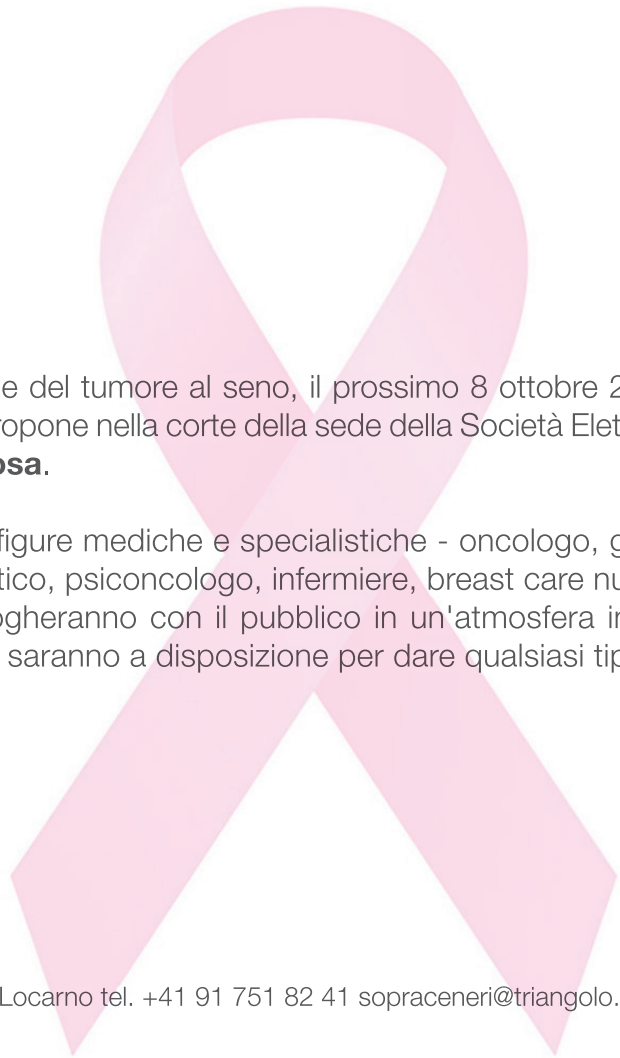 e del tumore al seno, il prossimo 8 ottobre 2
ropone nella corte della sede della Società Elet
osa.
figure mediche e specialistiche - oncologo, g
tico, psiconcologo, infermiere, breast care nu
ogheranno con il pubblico in un'atmosfera in
saranno a disposizione per dare qualsiasi tip
Locarno tel. +41 91 751 82 41 sopraceneri@triangolo.